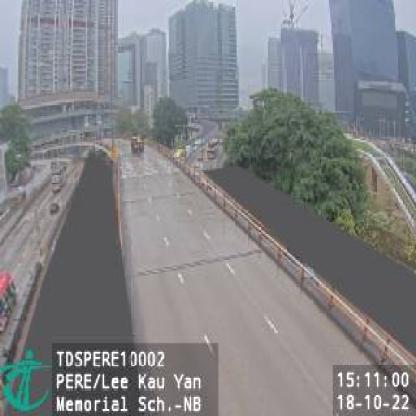 TDSPERE10002
PERE/Lee Kau Yan
Memorial Sch.-NB
15:11:00
18-10-22